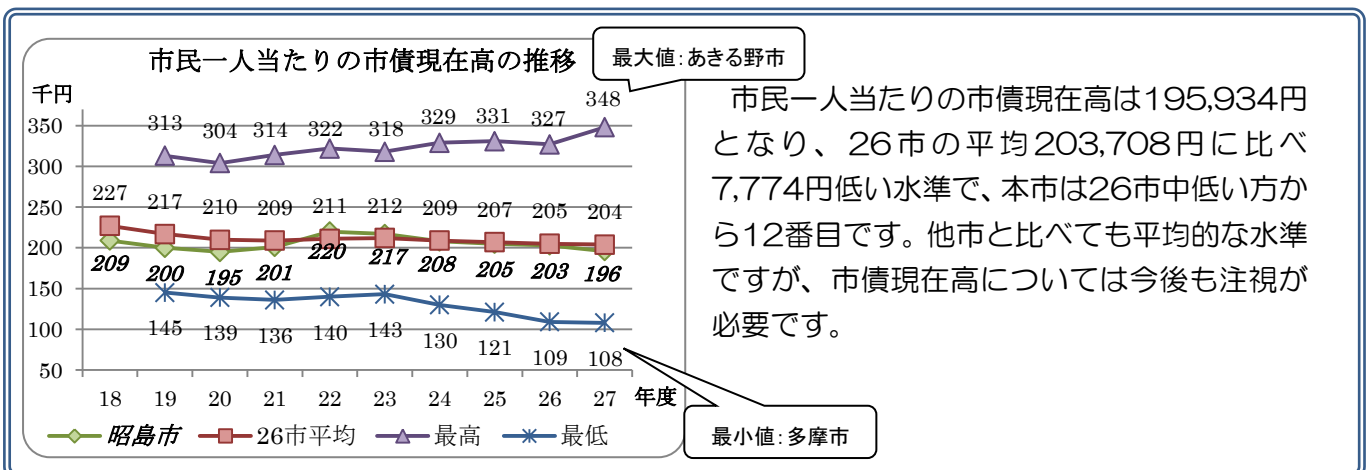 市民一人当たりの市債現在高の推移
最大値：あきる野市
千円
350
300
250
200
150
100
50
313 304 314 322 318 329 331 327 348
227 217 210 209 211 212 209 207 205 204
209 200 195 201 220 217 208 205 203 196
145 139 136 140 143 130 121 109 108
18 19 20 21 22 23 24 25 26 27 年度
昭島市 26市平均 最高 最低
最小値：多摩市
市民一人当たりの市債現在高は195,934円
となり、26市の平均203,708円に比べ
7,774円低い水準で、本市は26市中低い方か
ら12番目です。他市と比べても平均的な水準
ですが、市債現在高については今後も注視が
必要です。